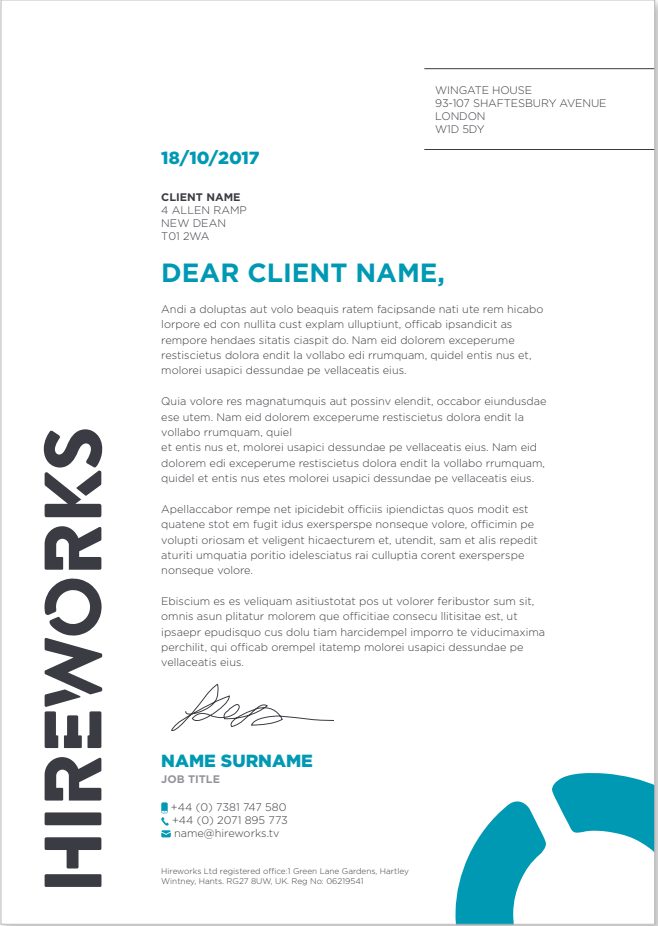 WINGATE HOUSE
93-107 SHAFTESBURY AVENUE
LONDON
W1D 5DY
18/10/2017
CLIENT NAME
4 ALLEN RAMP
NEW DEAN
T01 2WA
DEAR CLIENT NAME,
Andi a doluptas aut volo beaquis ratem facipsande nati ute rem hicabo
lorpore ed con nullita cust explam ulluptiunt, officab ipsandicit as
rempore hendaes sitatis ciaspit do. Nam eid dolorem exceperume
restiscietus dolora endit la vollabo edi rrumquam, quidel entis nus et,
molorei usapici dessundae pe vellaceatis eius.
Quia volore res magnatumquis aut possinv elendit, occabor eiundusdae
ese utem. Nam eid dolorem exceperume restiscietus dolora endit la
vollabo rrumquam, quiel
et entis nus et, molorei usapici dessundae pe vellaceatis eius. Nam eid
dolorem edi exceperume restiscietus dolora endit la vollabo rrumquam,
quidel et entis nus etes molorei usapici dessundae pe vellaceatis eius.
Apellaccabor rempe net ipicidebit officiis ipiendictas quos modit est
quatene stot em fugit idus exersperspe nonseque volore, officimin pe
volupti oriosam et veligent hicaecturem et, utendit, sam et alis repedit
aturiti umquatia poritio idelesciatus rai culluptia corent exersperspe
nonseque volore.
Ebiscium es es veliquam asitiustotat pos ut volorer feribustor sum sit,
omnis asun plitatur molorem que officitiae consecu llitisitae est, ut
ipsaepr epudisquo cus dolu tiam harcidempel imporro te viducimaxima
perchilit, qui officab orempel itatemp molorei usapici dessundae pe
vellaceatis eius.
NAME SURNAME
JOB TITLE
+44 (0) 7381 747 580
+44 (0) 2071 895 773
name@hireworks.tv
Hireworks Ltd registered office:1 Green Lane Gardens, Hartley
Wintney, Hants. RG27 8UW, UK. Reg No: 06219541
HIREWORKS